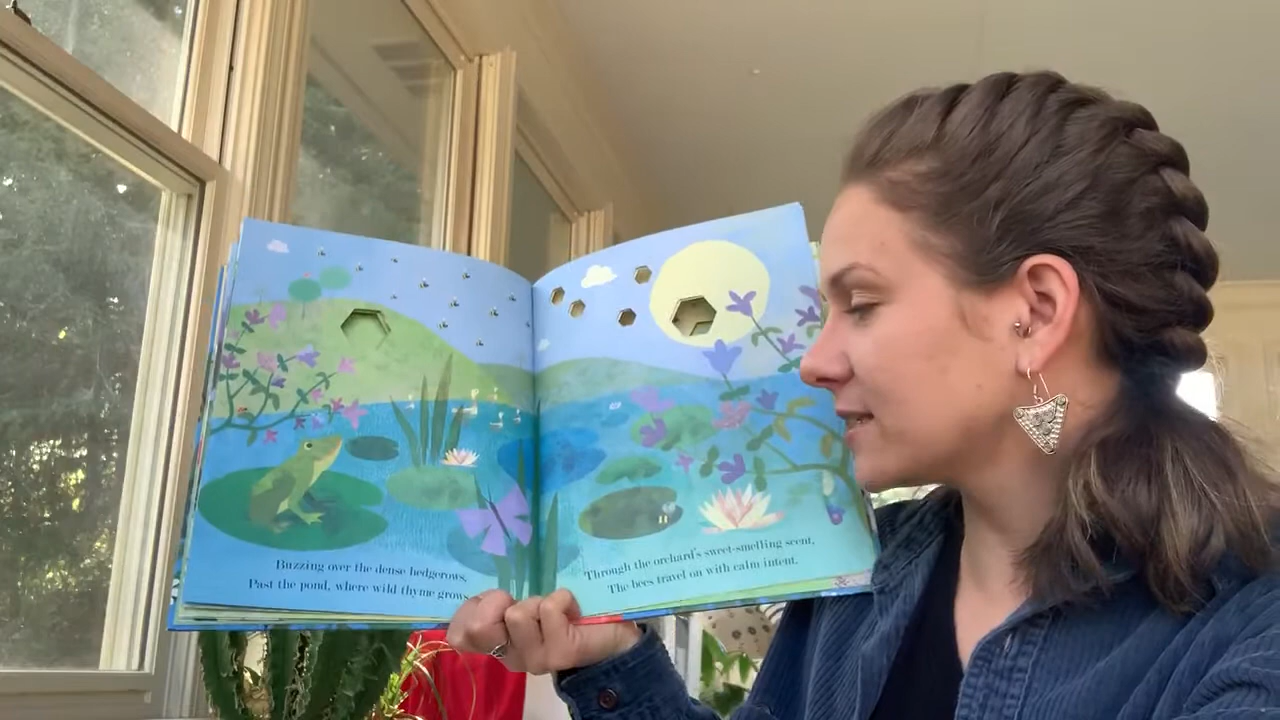 Buzzing over the dense hedgerows,
Past the pond, where wild thyme grows,
Through the orchard's sweet-smelling scent,
The bees travel on with calm intent.